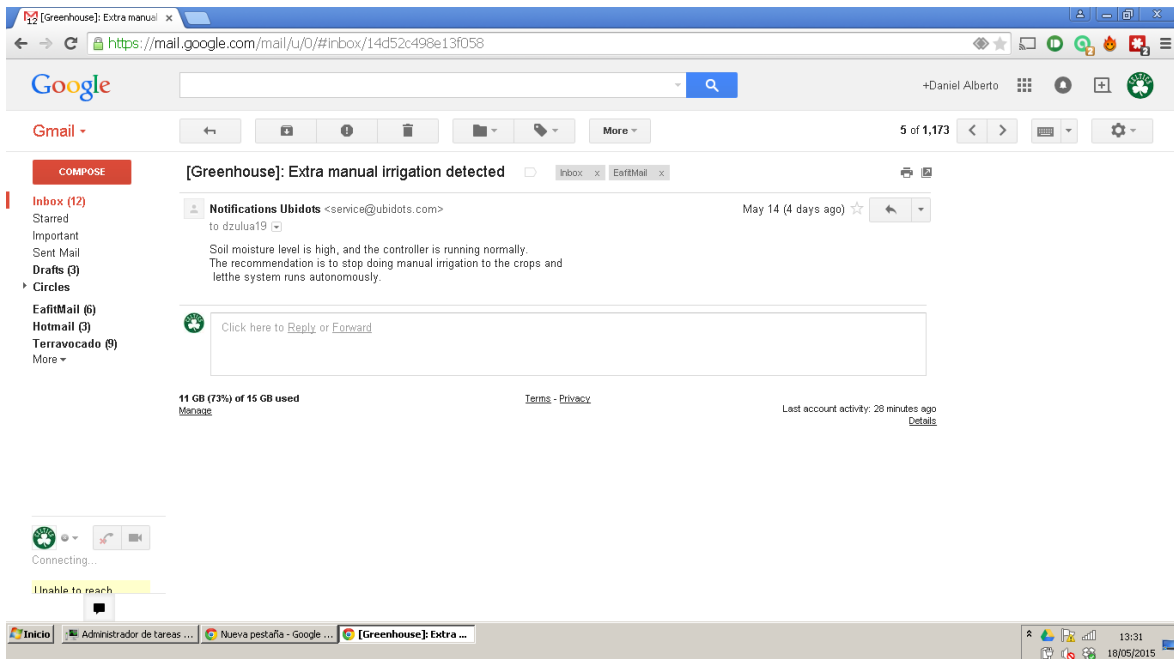 [Greenhouse]: Extra manual
12
https://mail.google.com/mail/u/0/#inbox/14d52c498e13f058
2
2
Google
+Daniel Alberto
Gmail
More
5 of 1,173
COMPOSE
Inbox (12)
Starred
Important
Sent Mail
Drafts (3)
Circles
EafitMail (6)
Hotmail (3)
Terravocado (9)
More
[Greenhouse]: Extra manual irrigation detected
Inbox x EafitMail x
Notifications Ubidots <service@ubidots.com>
May 14 (4 days ago)
to dzulua19
Soil moisture level is high, and the controller is running normally.
The recommendation is to stop doing manual irrigation to the crops and
letthe system runs autonomously.
Click here to Reply or Forward
11 GB (73%) of 15 GB used
Manage
Terms - Privacy
Last account activity: 28 minutes ago
Details
Connecting...
Unable to reach
Inicio
Administrador de tareas ...
Nueva pestaña - Google ...
[Greenhouse]: Extra ...
13:31
18/05/2015